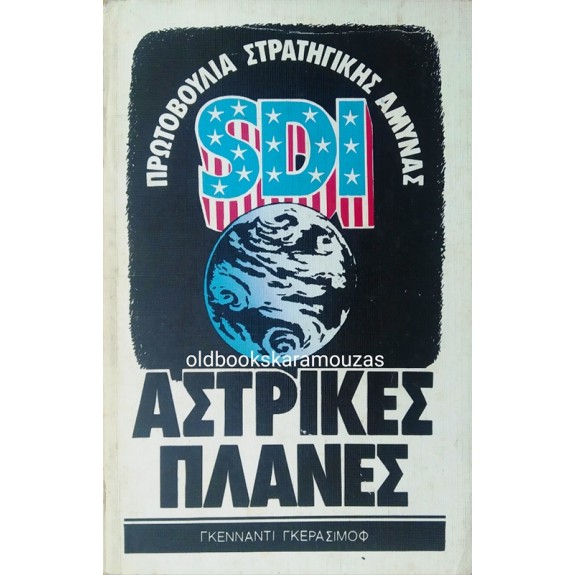 ΠΡΩΤΟΒΟΥΛΙΑ ΣΤΡΑΤΗΓΙΚΗΣ ΑΜΥΝΑΣ
SDI
oldbookskaramouzas
ΑΣΤΡΙΚΕΣ
ΠΛΑΝΕΣ
ΓΚΕΝΝΑΝΤΙ ΓΚΕΡΑΣΙΜΟΦ